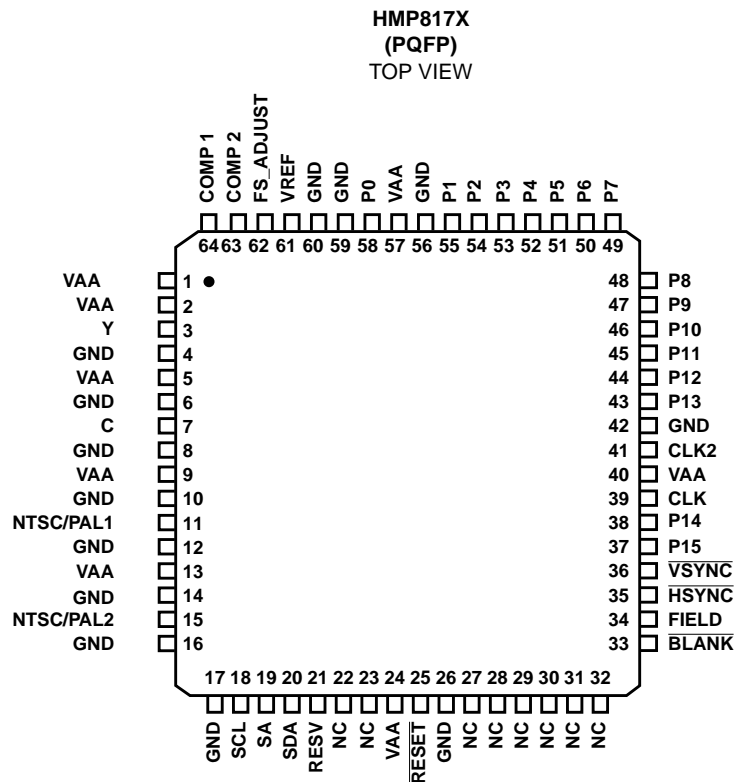 HMP817X
(PQFP)
TOP VIEW
COMP 1
COMP 2
FS_ADJUST
VREF
GND
GND
P0
VAA
GND
P1
P2
P3
P4
P5
P6
P7
64 63 62 61 60 59 58 57 56 55 54 53 52 51 50 49
VAA 1 48 P8
VAA 2 47 P9
Y 3 46 P10
GND 4 45 P11
VAA 5 44 P12
GND 6 43 P13
C 7 42 GND
GND 8 41 CLK2
VAA 9 40 VAA
GND 10 39 CLK
NTSC/PAL1 11 38 P14
GND 12 37 P15
VAA 13 36 VSYNC
GND 14 35 HSYNC
NTSC/PAL2 15 34 FIELD
GND 16 33 BLANK
17 18 19 20 21 22 23 24 25 26 27 28 29 30 31 32
GND
SCL
SA
SDA
RESV
NC
NC
VAA
RESET
GND
NC
NC
NC
NC
NC
NC